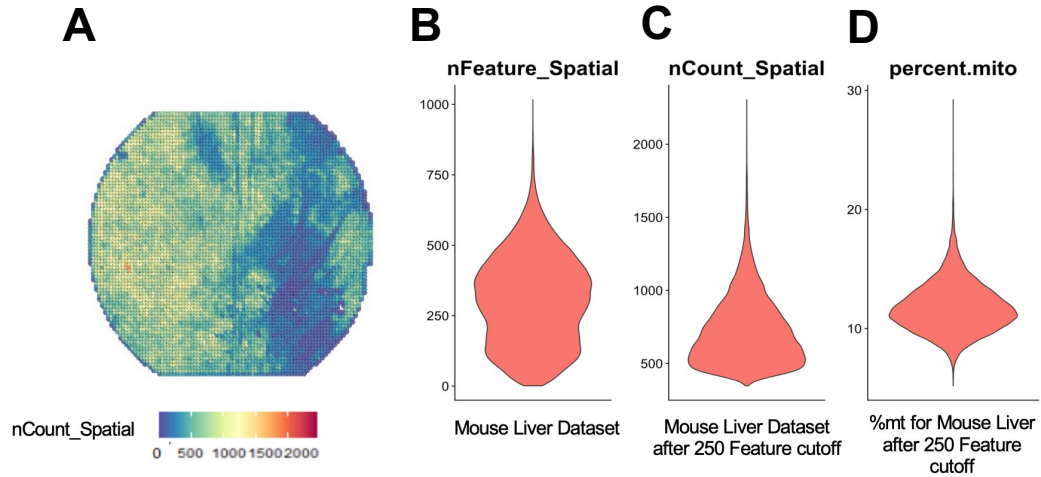 A
B
C
D
nFeature_Spatial
nCount_Spatial
percent.mito
1000
750
500
250
0
2000
1500
1000
500
30
20
10
nCount_Spatial
0 500 1000 1500 2000
Mouse Liver Dataset
Mouse Liver Dataset
after 250 Feature cutoff
%mt for Mouse Liver
after 250 Feature
cutoff